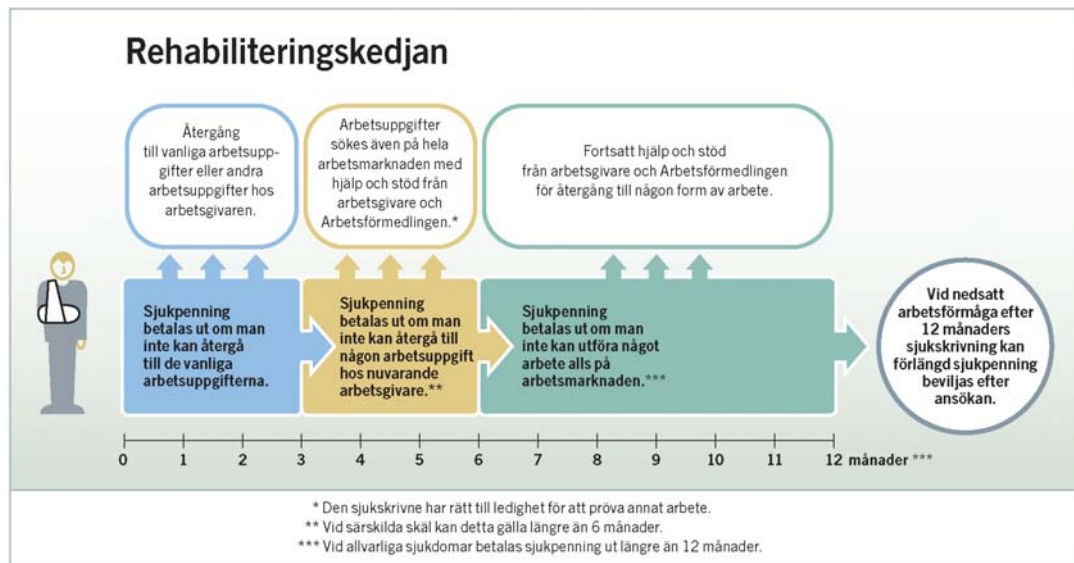 Rehabiliteringskedjan
Återgång
till vanliga arbetsupp-
gifter eller andra
arbetsuppgifter hos
arbetsgivaren.
Arbetsuppgifter
sökes även på hela
arbetsmarknaden med
hjälp och stöd från
arbetsgivare och
Arbetsförmedlingen.*
Fortsatt hjälp och stöd
från arbetsgivare och Arbetsförmedlingen
för återgång till någon form av arbete.
Sjukpenning
betalas ut om man
inte kan återgå
till de vanliga
arbetsuppgifterna.
Sjukpenning
betalas ut om man
inte kan återgå till
någon arbetsuppgift
hos nuvarande
arbetsgivare.**
Sjukpenning
betalas ut om man
inte kan utföra något
arbete alls på
arbetsmarknaden.***
Vid nedsatt
arbetsförmåga efter
12 månaders
sjukskrivning kan
förlängd sjukpenning
beviljas efter
ansökan.
0 1 2 3 4 5 6 7 8 9 10 11 12 månader ***
* Den sjukskrivne har rätt till ledighet för att pröva annat arbete.
** Vid särskilda skäl kan detta gälla längre än 6 månader.
*** Vid allvarliga sjukdomar betalas sjukpenning ut längre än 12 månader.